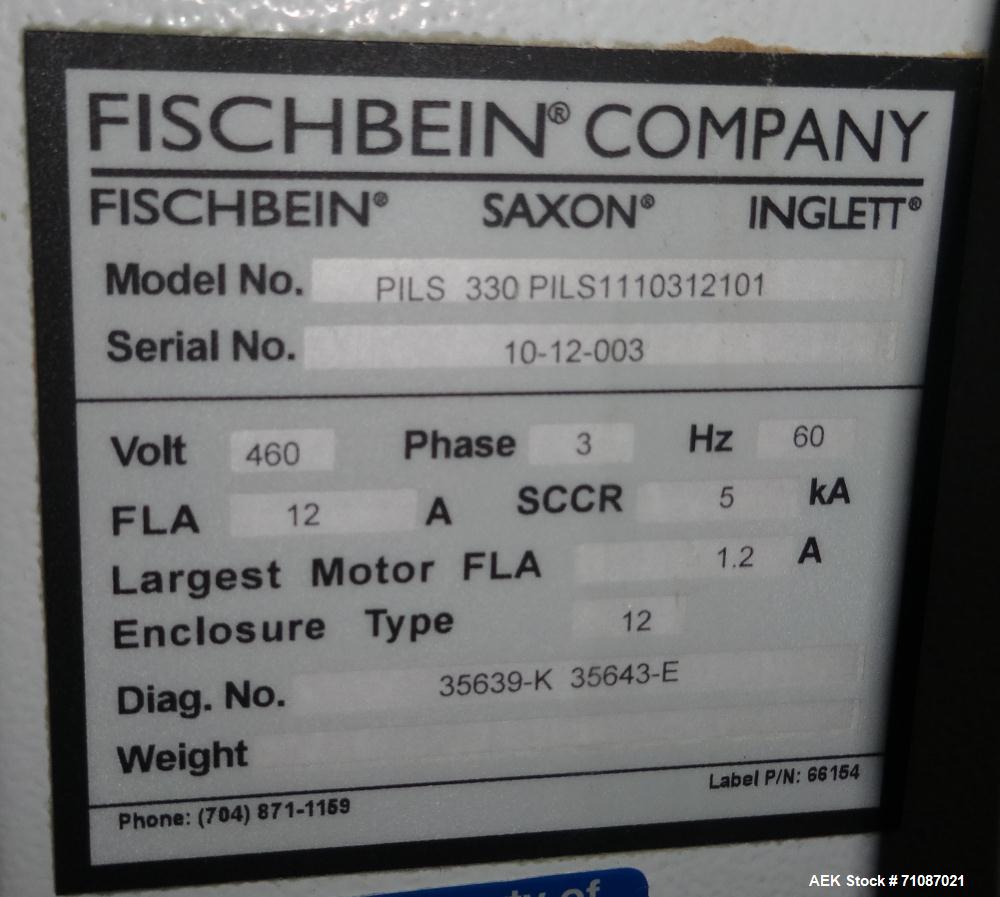 FISCHBEIN® COMPANY
FISCHBEIN® SAXON® INGLETT®
Model No. PILS 330 PILS1110312101
Serial No. 10-12-003
Volt 460 Phase 3 Hz 60
FLA 12 A SCCR 5 kA
Largest Motor FLA 1.2 A
Enclosure Type 12
Diag. No. 35639-K 35643-E
Weight
Label P/N: 66154
Phone: (704) 871-1159
of
AEK Stock # 71087021